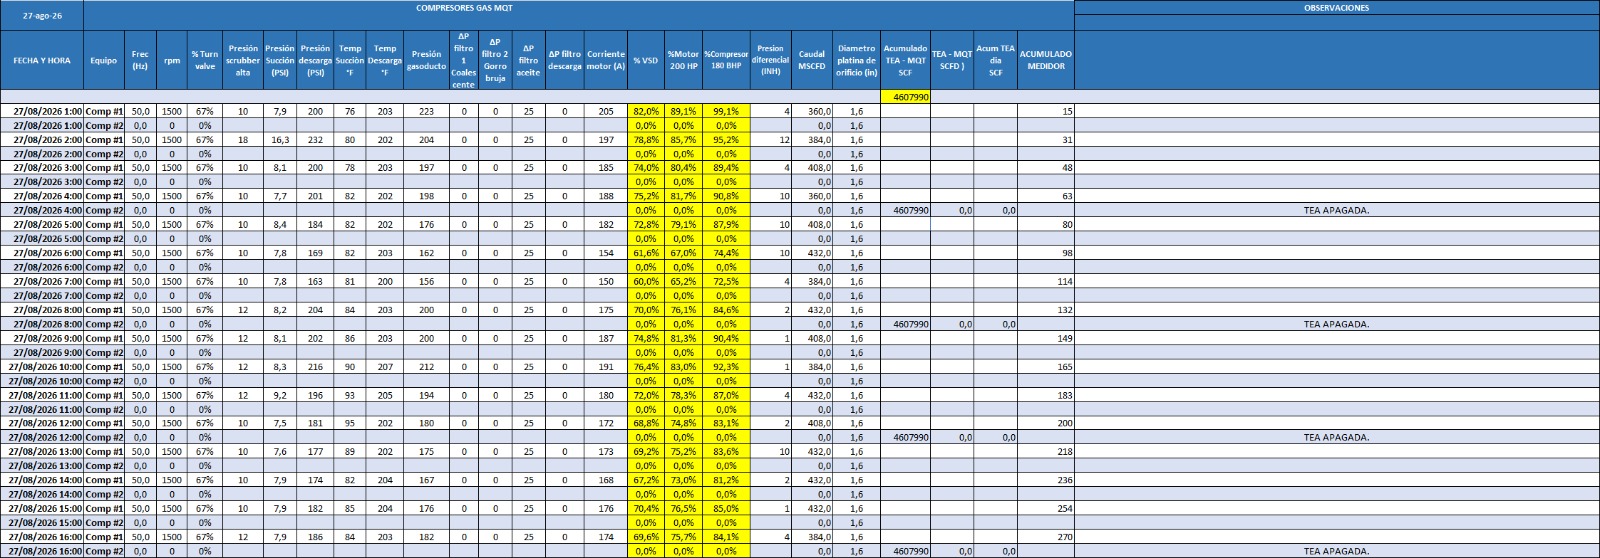 27-ago-26 COMPRESORES GAS MQT OBSERVACIONES
FECHA Y HORA Equipo Frec (Hz) rpm % Turn valve Presión scrubber alta Presión Succión (PSI) Presión descarga (PSI) Temp Succión °F Temp Descarga °F Presión gasoducto ΔP filtro 1 Coales cente ΔP filtro 2 Gorro bruja ΔP filtro aceite ΔP filtro descarga Corriente motor (A) % VSD %Motor 200 HP %Compresor 180 BHP Presion diferencial (INH) Caudal MSCFD Diametro platina de orificio (in) Acumulado TEA - MQT SCF TEA - MQT SCFD ) Acum TEA dia SCF ACUMULADO MEDIDOR
4607990
27/08/2026 1:00 Comp #1 50,0 1500 67% 10 7,9 200 76 203 223 0 0 25 0 205 82,0% 89,1% 99,1% 4 360,0 1,6 15
27/08/2026 1:00 Comp #2 0,0 0 0% 0,0% 0,0% 0,0% 0,0 1,6
27/08/2026 2:00 Comp #1 50,0 1500 67% 18 16,3 232 80 202 204 0 0 25 0 197 78,8% 85,7% 95,2% 12 384,0 1,6 31
27/08/2026 2:00 Comp #2 0,0 0 0% 0,0% 0,0% 0,0% 0,0 1,6
27/08/2026 3:00 Comp #1 50,0 1500 67% 10 8,1 200 78 203 197 0 0 25 0 185 74,0% 80,4% 89,4% 4 408,0 1,6 48
27/08/2026 3:00 Comp #2 0,0 0 0% 0,0% 0,0% 0,0% 0,0 1,6
27/08/2026 4:00 Comp #1 50,0 1500 67% 10 7,7 201 82 202 198 0 0 25 0 188 75,2% 81,7% 90,8% 10 360,0 1,6 63
27/08/2026 4:00 Comp #2 0,0 0 0% 0,0% 0,0% 0,0% 0,0 1,6 4607990 0,0 0,0 TEA APAGADA.
27/08/2026 5:00 Comp #1 50,0 1500 67% 10 8,4 184 82 202 176 0 0 25 0 182 72,8% 79,1% 87,9% 10 408,0 1,6 80
27/08/2026 5:00 Comp #2 0,0 0 0% 0,0% 0,0% 0,0% 0,0 1,6
27/08/2026 6:00 Comp #1 50,0 1500 67% 10 7,8 169 82 203 162 0 0 25 0 154 61,6% 67,0% 74,4% 10 432,0 1,6 98
27/08/2026 6:00 Comp #2 0,0 0 0% 0,0% 0,0% 0,0% 0,0 1,6
27/08/2026 7:00 Comp #1 50,0 1500 67% 10 7,8 163 81 200 156 0 0 25 0 150 60,0% 65,2% 72,5% 4 384,0 1,6 114
27/08/2026 7:00 Comp #2 0,0 0 0% 0,0% 0,0% 0,0% 0,0 1,6
27/08/2026 8:00 Comp #1 50,0 1500 67% 12 8,2 204 84 203 200 0 0 25 0 175 70,0% 76,1% 84,6% 2 432,0 1,6 132
27/08/2026 8:00 Comp #2 0,0 0 0% 0,0% 0,0% 0,0% 0,0 1,6 4607990 0,0 0,0 TEA APAGADA.
27/08/2026 9:00 Comp #1 50,0 1500 67% 12 8,1 202 86 203 200 0 0 25 0 187 74,8% 81,3% 90,4% 1 408,0 1,6 149
27/08/2026 9:00 Comp #2 0,0 0 0% 0,0% 0,0% 0,0% 0,0 1,6
27/08/2026 10:00 Comp #1 50,0 1500 67% 12 8,3 216 90 207 212 0 0 25 0 191 76,4% 83,0% 92,3% 1 384,0 1,6 165
27/08/2026 10:00 Comp #2 0,0 0 0% 0,0% 0,0% 0,0% 0,0 1,6
27/08/2026 11:00 Comp #1 50,0 1500 67% 12 9,2 196 93 205 194 0 0 25 0 180 72,0% 78,3% 87,0% 4 432,0 1,6 183
27/08/2026 11:00 Comp #2 0,0 0 0% 0,0% 0,0% 0,0% 0,0 1,6
27/08/2026 12:00 Comp #1 50,0 1500 67% 10 7,5 181 95 202 180 0 0 25 0 172 68,8% 74,8% 83,1% 2 408,0 1,6 200
27/08/2026 12:00 Comp #2 0,0 0 0% 0,0% 0,0% 0,0% 0,0 1,6 4607990 0,0 0,0 TEA APAGADA.
27/08/2026 13:00 Comp #1 50,0 1500 67% 10 7,6 177 89 202 175 0 0 25 0 173 69,2% 75,2% 83,6% 10 432,0 1,6 218
27/08/2026 13:00 Comp #2 0,0 0 0% 0,0% 0,0% 0,0% 0,0 1,6
27/08/2026 14:00 Comp #1 50,0 1500 67% 10 7,9 174 82 204 167 0 0 25 0 168 67,2% 73,0% 81,2% 2 432,0 1,6 236
27/08/2026 14:00 Comp #2 0,0 0 0% 0,0% 0,0% 0,0% 0,0 1,6
27/08/2026 15:00 Comp #1 50,0 1500 67% 10 7,9 182 85 204 176 0 0 25 0 176 70,4% 76,5% 85,0% 1 432,0 1,6 254
27/08/2026 15:00 Comp #2 0,0 0 0% 0,0% 0,0% 0,0% 0,0 1,6
27/08/2026 16:00 Comp #1 50,0 1500 67% 12 7,9 186 84 203 182 0 0 25 0 174 69,6% 75,7% 84,1% 4 384,0 1,6 270
27/08/2026 16:00 Comp #2 0,0 0 0% 0,0% 0,0% 0,0% 0,0 1,6 4607990 0,0 0,0 TEA APAGADA.